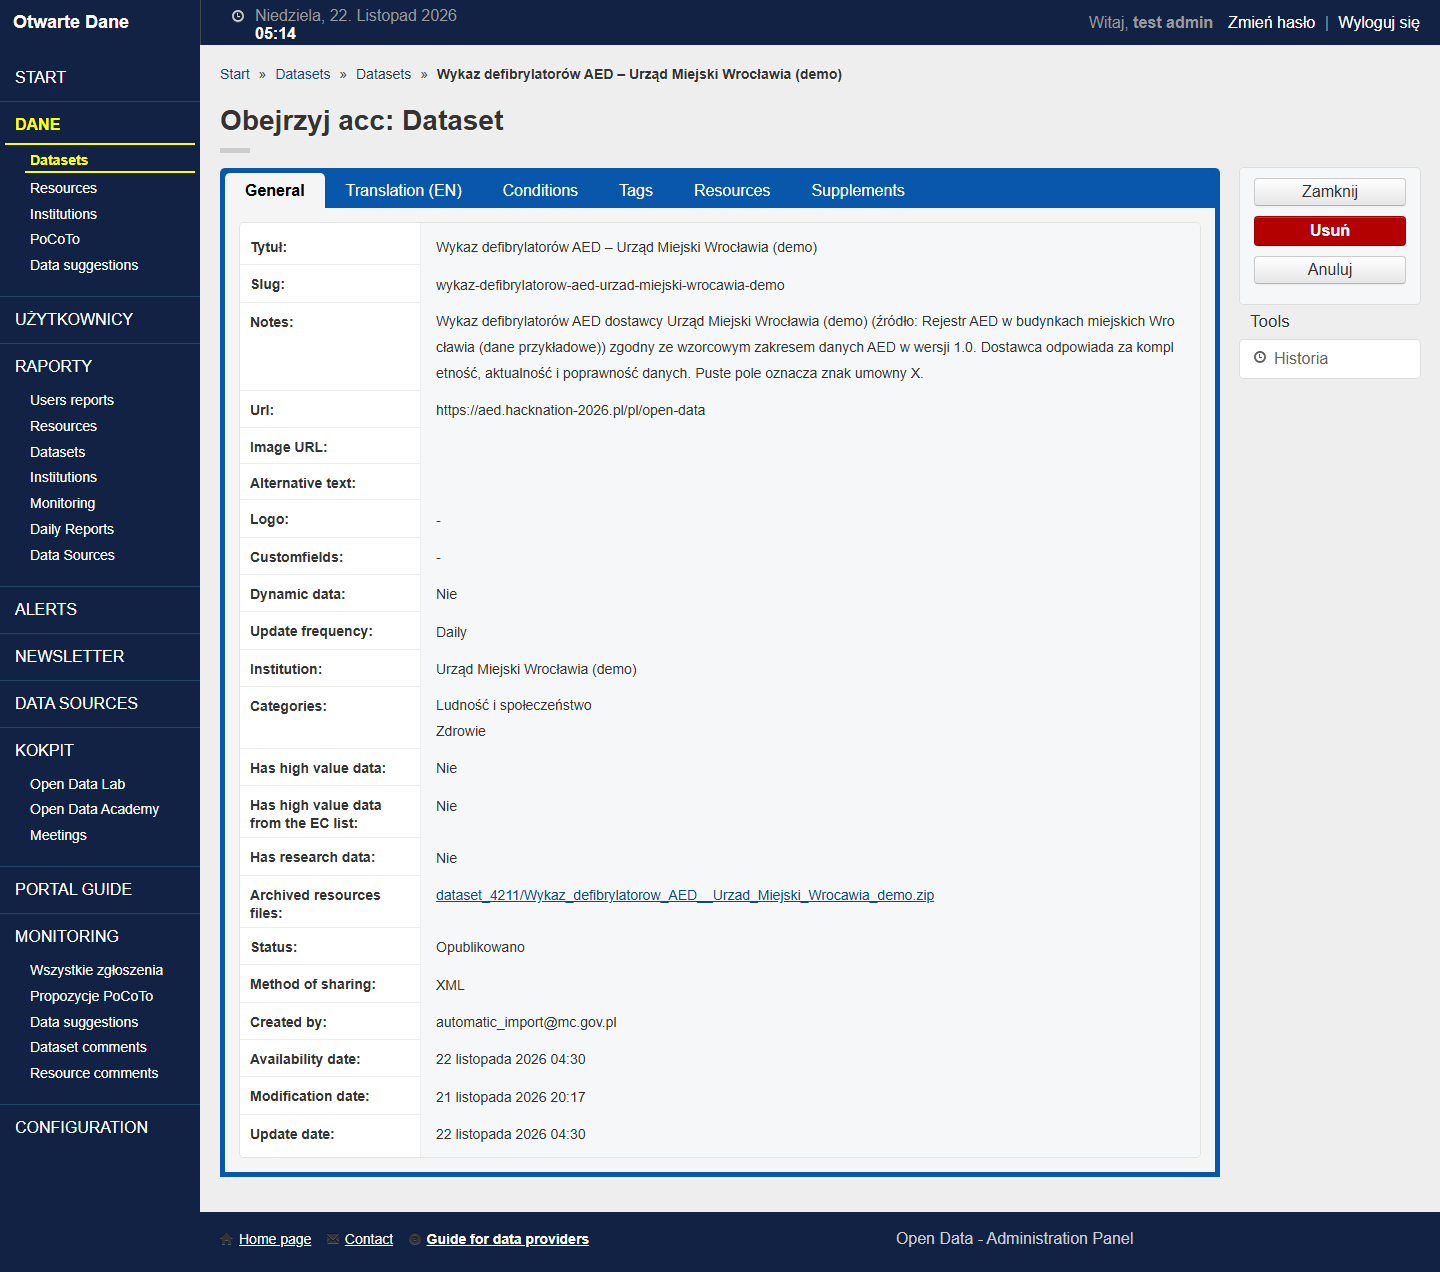 Otwarte Dane
Niedziela, 22. Listopad 2026
05:14
Witaj, test admin Zmień hasło | Wyloguj się
START
DANE
Datasets
Resources
Institutions
PoCoTo
Data suggestions
UŻYTKOWNICY
RAPORTY
Users reports
Resources
Datasets
Institutions
Monitoring
Daily Reports
Data Sources
ALERTS
NEWSLETTER
DATA SOURCES
KOKPIT
Open Data Lab
Open Data Academy
Meetings
PORTAL GUIDE
MONITORING
Wszystkie zgłoszenia
Propozycje PoCoTo
Data suggestions
Dataset comments
Resource comments
CONFIGURATION
Start » Datasets » Datasets » Wykaz defibrylatorów AED – Urząd Miejski Wrocławia (demo)
Obejrzyj acc: Dataset
General Translation (EN) Conditions Tags Resources Supplements
Tytuł: Wykaz defibrylatorów AED – Urząd Miejski Wrocławia (demo)
Slug: wykaz-defibrylatorow-aed-urzad-miejski-wrocawia-demo
Notes: Wykaz defibrylatorów AED dostawcy Urząd Miejski Wrocławia (demo) (źródło: Rejestr AED w budynkach miejskich Wro
cławia (dane przykładowe)) zgodny ze wzorcowym zakresem danych AED w wersji 1.0. Dostawca odpowiada za kompl
etność, aktualność i poprawność danych. Puste pole oznacza znak umowny X.
Url: https://aed.hacknation-2026.pl/pl/open-data
Image URL:
Alternative text:
Logo: -
Customfields: -
Dynamic data: Nie
Update frequency: Daily
Institution: Urząd Miejski Wrocławia (demo)
Categories: Ludność i społeczeństwo
Zdrowie
Has high value data: Nie
Has high value data
from the EC list: Nie
Has research data: Nie
Archived resources
files: dataset_4211/Wykaz_defibrylatorow_AED__Urzad_Miejski_Wrocawia_demo.zip
Status: Opublikowano
Method of sharing: XML
Created by: automatic_import@mc.gov.pl
Availability date: 22 listopada 2026 04:30
Modification date: 21 listopada 2026 20:17
Update date: 22 listopada 2026 04:30
Zamknij
Usuń
Anuluj
Tools
Historia
Home page Contact Guide for data providers
Open Data - Administration Panel